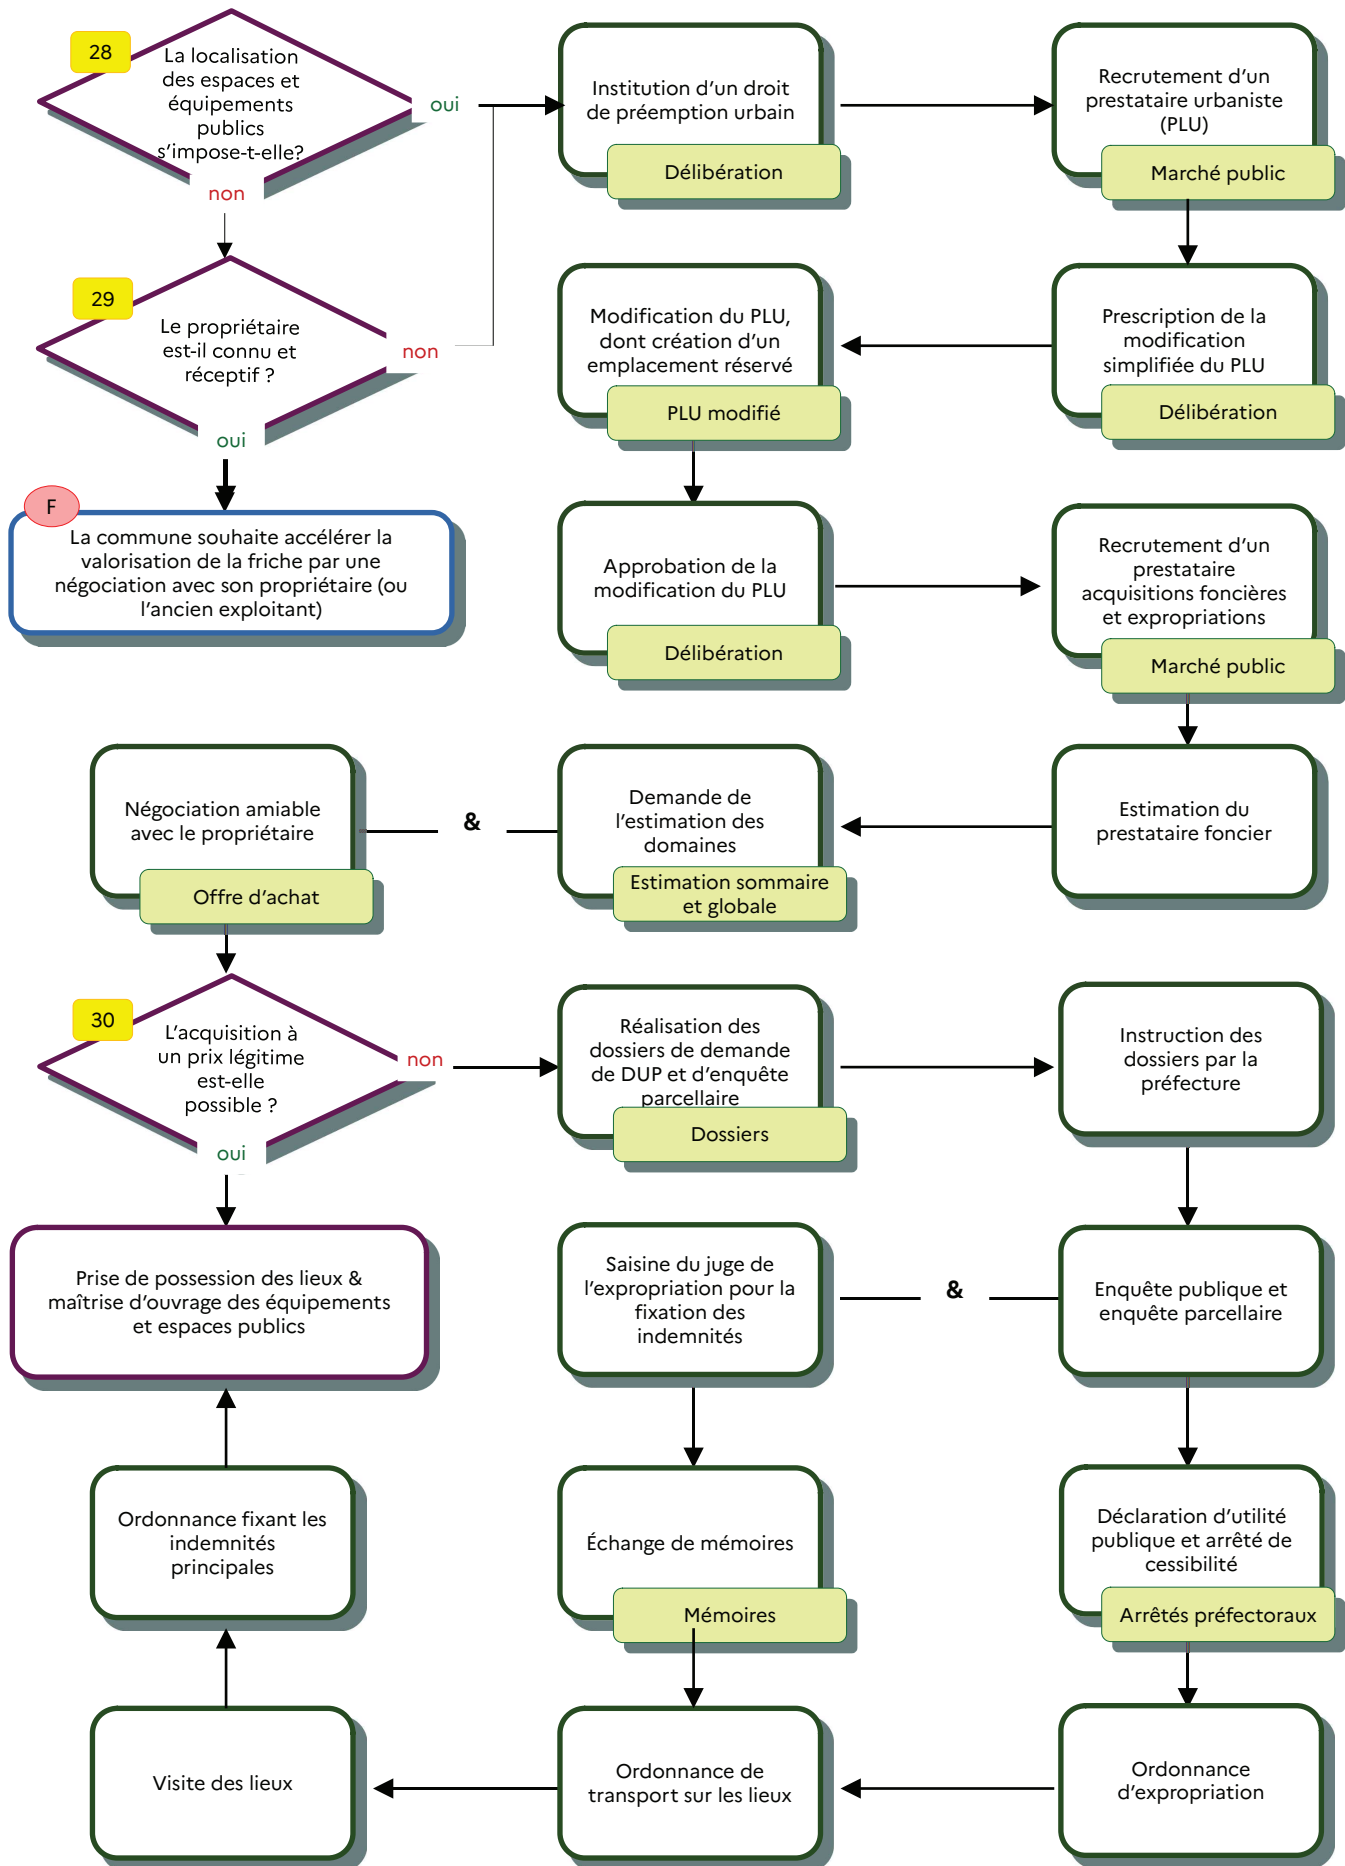 28
La localisation
des espaces et
équipements
publics
s'impose-t-elle?
oui
non
Institution d'un droit
de préemption urbain
Délibération
Recrutement d'un
prestataire urbaniste
(PLU)
Marché public
29
Le propriétaire
est-il connu et
réceptif ?
non
oui
Modification du PLU,
dont création d'un
emplacement réservé
PLU modifié
Prescription de la
modification
simplifiée du PLU
Délibération
F
La commune souhaite accélérer la
valorisation de la friche par une
négociation avec son propriétaire (ou
l'ancien exploitant)
Approbation de la
modification du PLU
Délibération
Recrutement d'un
prestataire
acquisitions foncières
et expropriations
Marché public
Négociation amiable
avec le propriétaire
Offre d'achat
&
Demande de
l'estimation des
domaines
Estimation sommaire
et globale
Estimation du
prestataire foncier
30
L'acquisition à
un prix légitime
est-elle
possible ?
non
oui
Réalisation des
dossiers de demande
de DUP et d'enquête
parcellaire
Dossiers
Instruction des
dossiers par la
préfecture
Prise de possession des lieux &
maîtrise d'ouvrage des équipements
et espaces publics
Saisine du juge de
l'expropriation pour la
fixation des
indemnités
&
Enquête publique et
enquête parcellaire
Ordonnance fixant les
indemnités
principales
Échange de mémoires
Mémoires
Déclaration d'utilité
publique et arrêté de
cessibilité
Arrêtés préfectoraux
Visite des lieux
Ordonnance de
transport sur les lieux
Ordonnance
d'expropriation